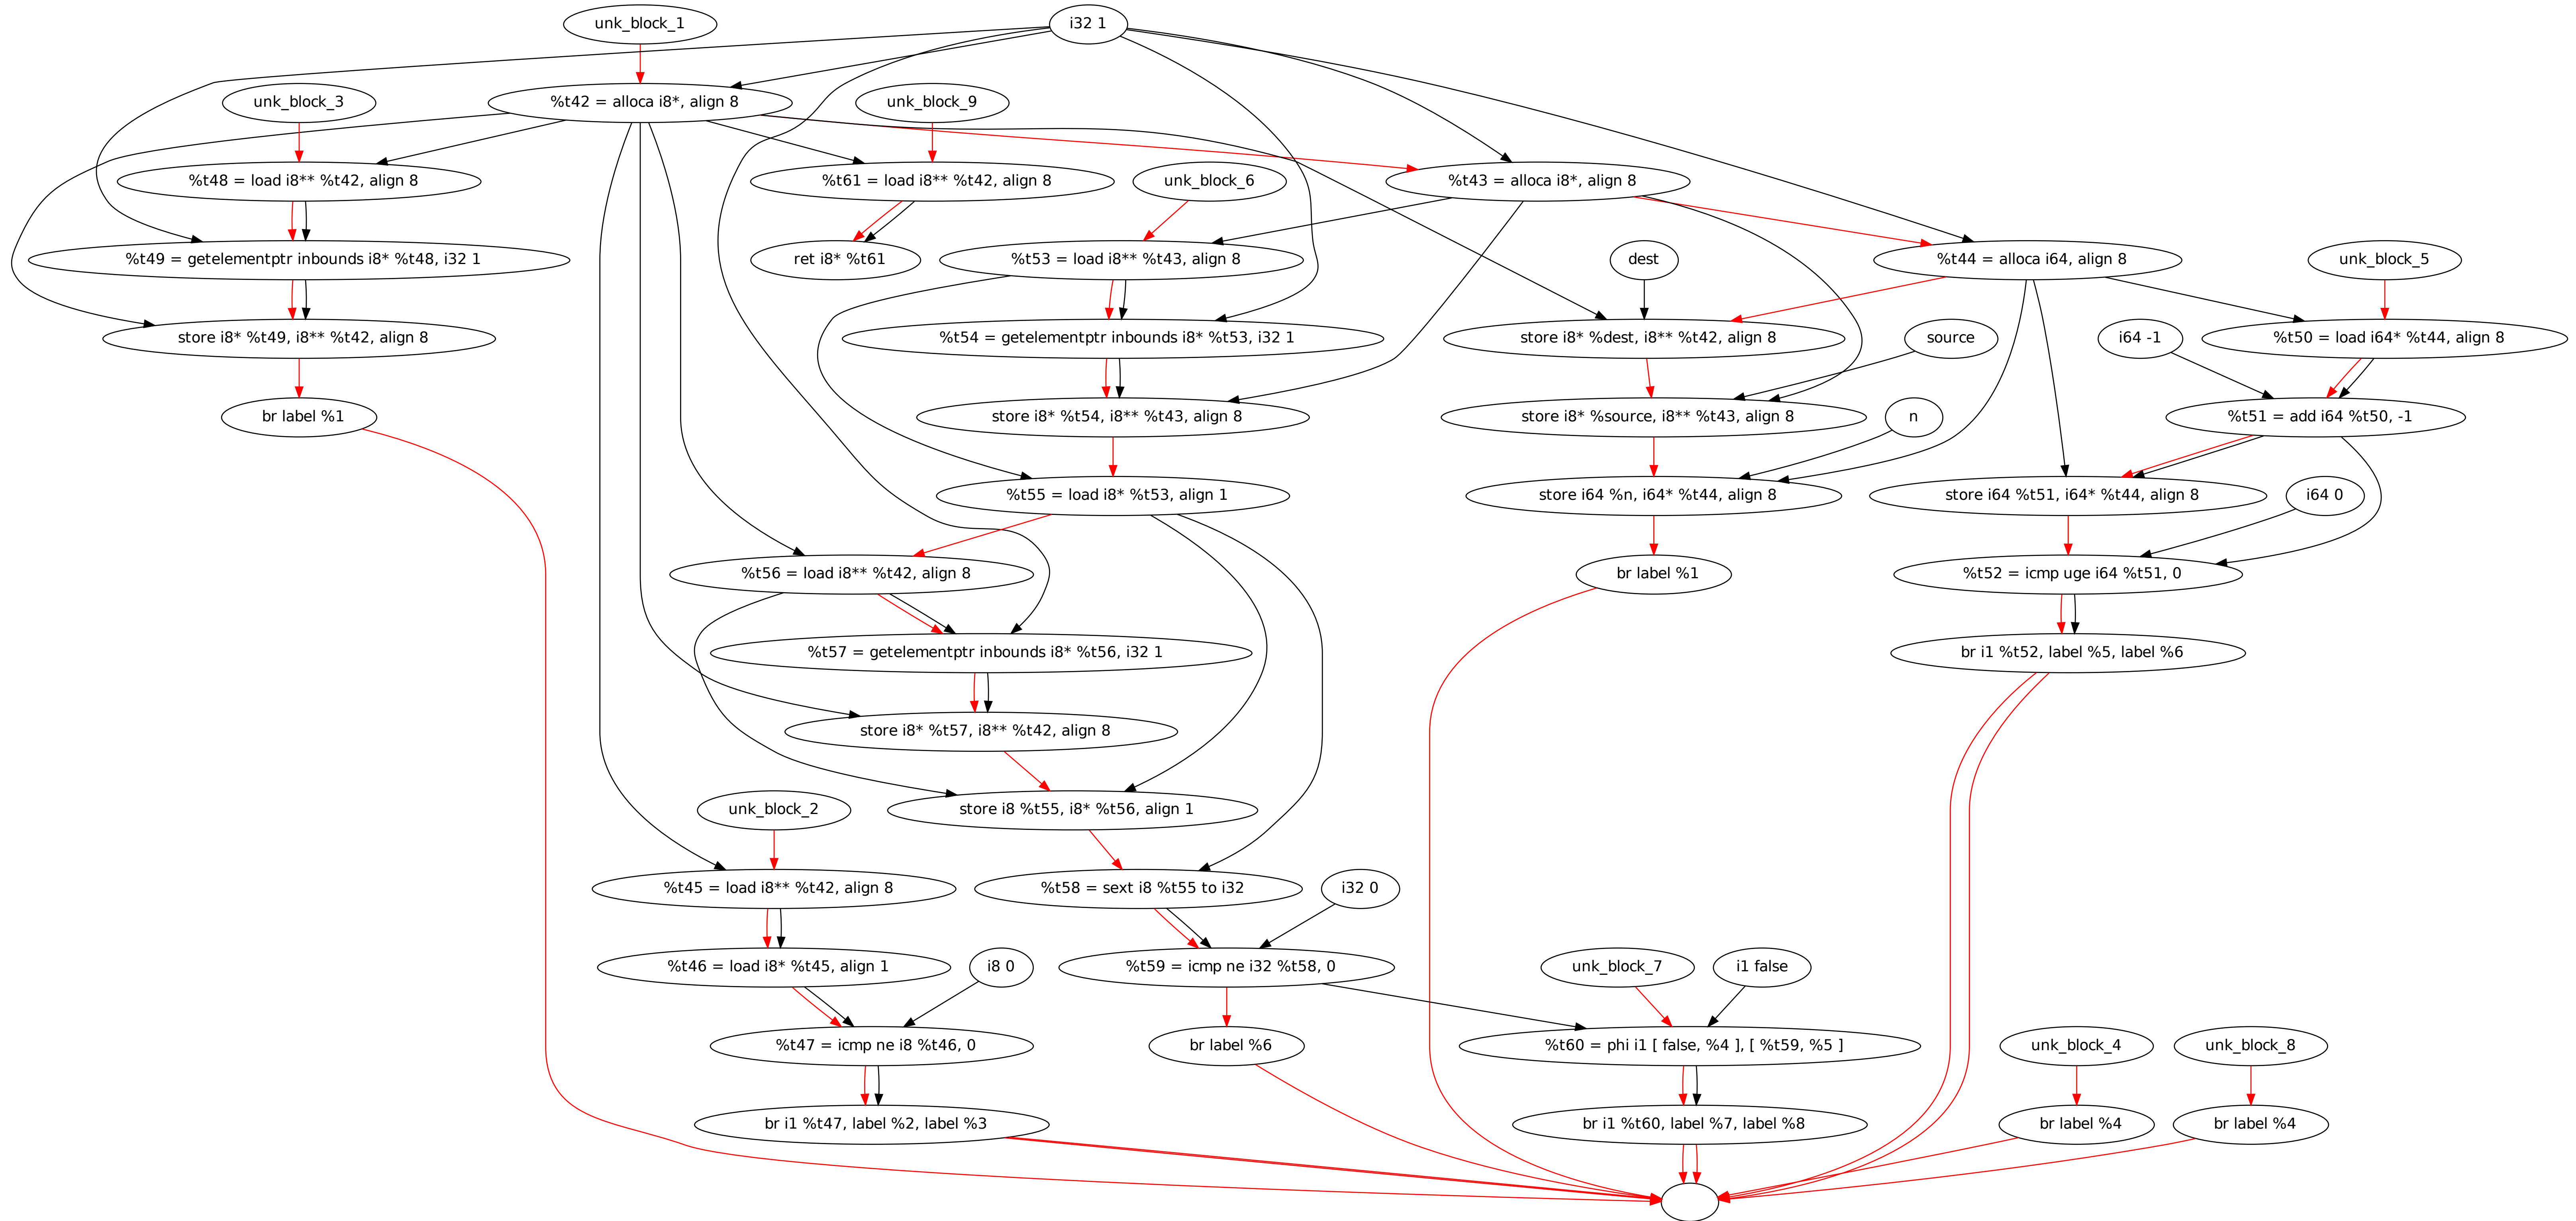 unk_block_1
i32 1
unk_block_3
%t42 = alloca i8*, align 8
unk_block_9
%t48 = load i8** %t42, align 8
%t61 = load i8** %t42, align 8
unk_block_6
%t43 = alloca i8*, align 8
%t49 = getelementptr inbounds i8* %t48, i32 1
ret i8* %t61
%t53 = load i8** %t43, align 8
dest
%t44 = alloca i64, align 8
unk_block_5
store i8* %t49, i8** %t42, align 8
%t54 = getelementptr inbounds i8* %t53, i32 1
store i8* %dest, i8** %t42, align 8
source
i64 -1
%t50 = load i64* %t44, align 8
br label %1
store i8* %t54, i8** %t43, align 8
store i8* %source, i8** %t43, align 8
n
%t51 = add i64 %t50, -1
%t55 = load i8* %t53, align 1
store i64 %n, i64* %t44, align 8
store i64 %t51, i64* %t44, align 8
i64 0
%t56 = load i8** %t42, align 8
br label %1
%t52 = icmp uge i64 %t51, 0
%t57 = getelementptr inbounds i8* %t56, i32 1
br i1 %t52, label %5, label %6
store i8* %t57, i8** %t42, align 8
unk_block_2
store i8 %t55, i8* %t56, align 1
%t45 = load i8** %t42, align 8
%t58 = sext i8 %t55 to i32
i32 0
%t46 = load i8* %t45, align 1
i8 0
%t59 = icmp ne i32 %t58, 0
unk_block_7
i1 false
%t47 = icmp ne i8 %t46, 0
br label %6
%t60 = phi i1 [ false, %4 ], [ %t59, %5 ]
unk_block_4
unk_block_8
br i1 %t47, label %2, label %3
br i1 %t60, label %7, label %8
br label %4
br label %4